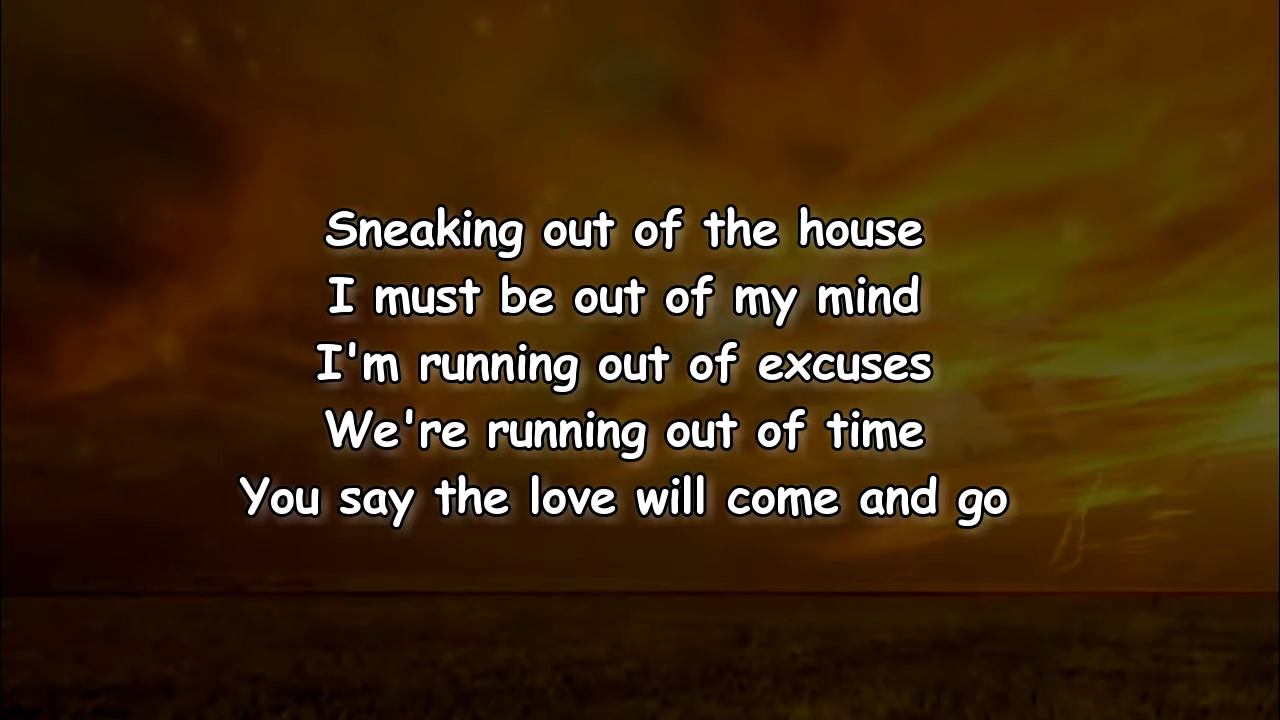 Sneaking out of the house
I must be out of my mind
I'm running out of excuses
We're running out of time
You say the love will come and go